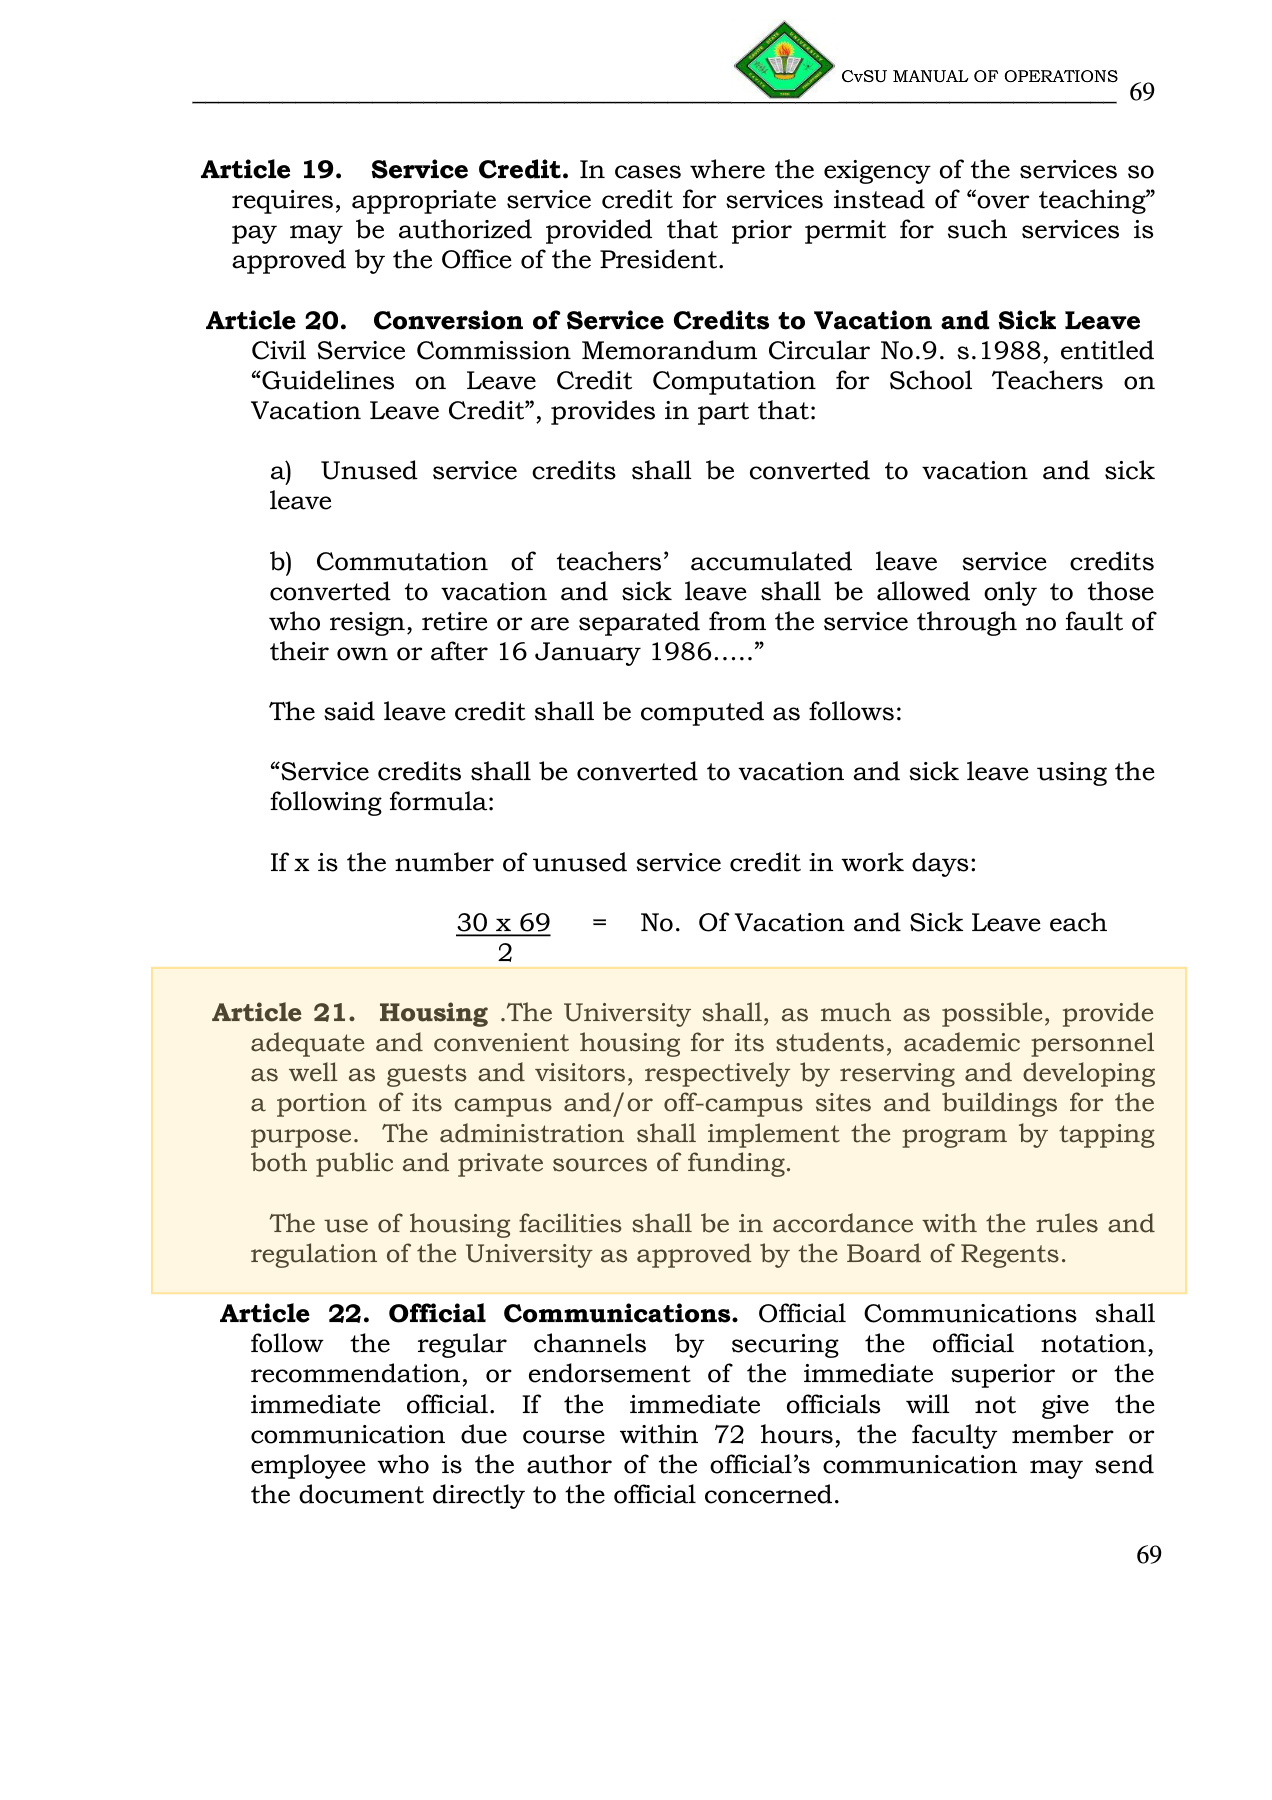 CvSU MANUAL OF OPERATIONS
69
Article 19. Service Credit. In cases where the exigency of the services so
requires, appropriate service credit for services instead of “over teaching”
pay may be authorized provided that prior permit for such services is
approved by the Office of the President.
Article 20. Conversion of Service Credits to Vacation and Sick Leave
Civil Service Commission Memorandum Circular No.9. s.1988, entitled
“Guidelines on Leave Credit Computation for School Teachers on
Vacation Leave Credit”, provides in part that:
a) Unused service credits shall be converted to vacation and sick
leave
b) Commutation of teachers’ accumulated leave service credits
converted to vacation and sick leave shall be allowed only to those
who resign, retire or are separated from the service through no fault of
their own or after 16 January 1986…..”
The said leave credit shall be computed as follows:
“Service credits shall be converted to vacation and sick leave using the
following formula:
If x is the number of unused service credit in work days:
30 x 69 = No. Of Vacation and Sick Leave each
2
Article 21. Housing .The University shall, as much as possible, provide
adequate and convenient housing for its students, academic personnel
as well as guests and visitors, respectively by reserving and developing
a portion of its campus and/or off-campus sites and buildings for the
purpose. The administration shall implement the program by tapping
both public and private sources of funding.
The use of housing facilities shall be in accordance with the rules and
regulation of the University as approved by the Board of Regents.
Article 22. Official Communications. Official Communications shall
follow the regular channels by securing the official notation,
recommendation, or endorsement of the immediate superior or the
immediate official. If the immediate officials will not give the
communication due course within 72 hours, the faculty member or
employee who is the author of the official’s communication may send
the document directly to the official concerned.
69